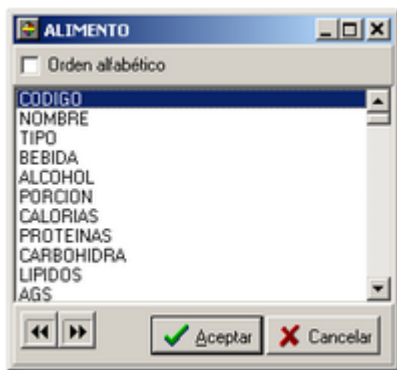 ALIMENTO
Orden alfabético
CODIGO
NOMBRE
TIPO
BEBIDA
ALCOHOL
PORCION
CALORIAS
PROTEINAS
CARBOHIDRA
LIPIDOS
AGS
Aceptar
Cancelar